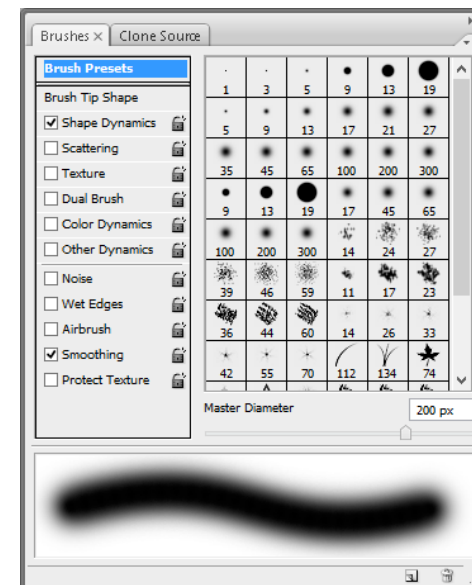 Brushes × Clone Source
Brush Presets
Brush Tip Shape
Shape Dynamics
Scattering
Texture
Dual Brush
Color Dynamics
Other Dynamics
Noise
Wet Edges
Airbrush
Smoothing
Protect Texture
1 3 5 9 13 19
5 9 13 17 21 27
35 45 65 100 200 300
9 13 19 17 45 65
100 200 300 14 24 27
39 46 59 11 17 23
36 44 60 14 26 33
42 55 70 112 134 74
Master Diameter
200 px